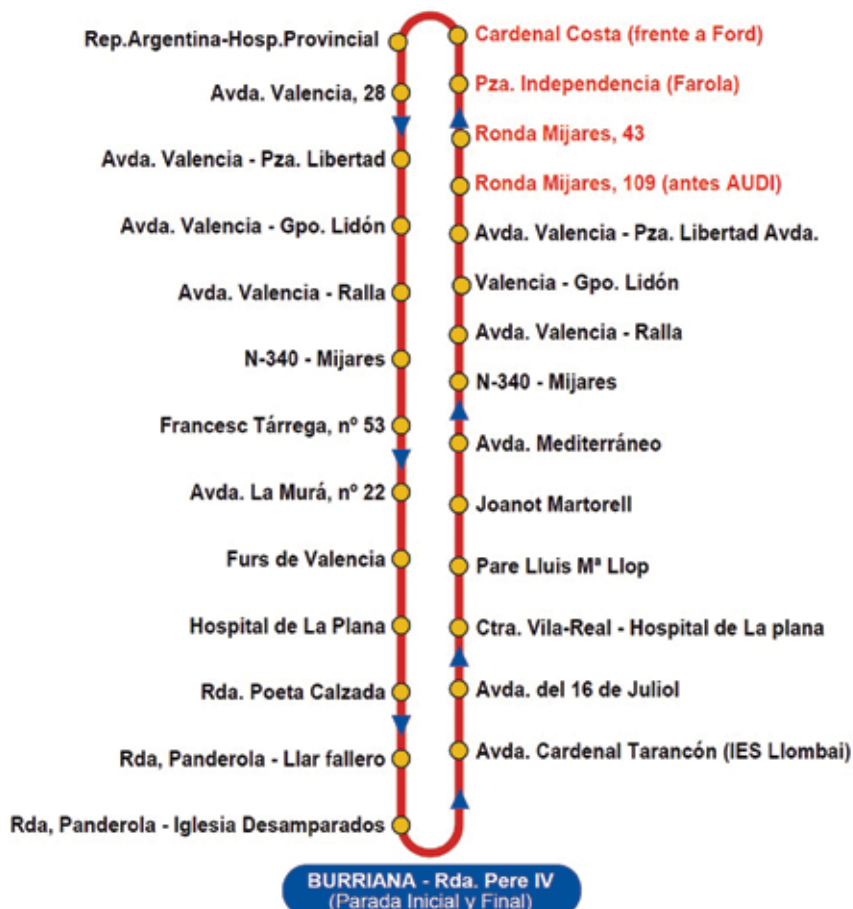 Rep.Argentina-Hosp.Provincial
Avda. Valencia, 28
Avda. Valencia - Pza. Libertad
Avda. Valencia - Gpo. Lidón
Avda. Valencia - Ralla
N-340 - Mijares
Francesc Tárrega, nº 53
Avda. La Murá, nº 22
Furs de Valencia
Hospital de La Plana
Rda. Poeta Calzada
Rda, Panderola - Llar fallero
Rda, Panderola - Iglesia Desamparados
Cardenal Costa (frente a Ford)
Pza. Independencia (Farola)
Ronda Mijares, 43
Ronda Mijares, 109 (antes AUDI)
Avda. Valencia - Pza. Libertad Avda.
Valencia - Gpo. Lidón
Avda. Valencia - Ralla
N-340 - Mijares
Avda. Mediterráneo
Joanot Martorell
Pare Lluis Mª Llop
Ctra. Vila-Real - Hospital de La plana
Avda. del 16 de Juliol
Avda. Cardenal Tarancón (IES Llombai)
BURRIANA - Rda. Pere IV
(Parada Inicial y Final)